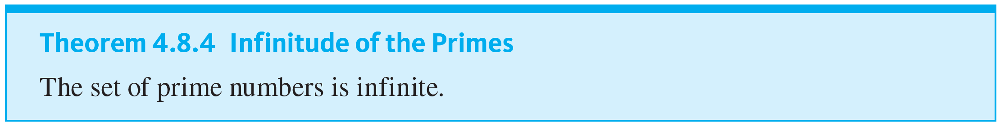 Theorem 4.8.4 Infinitude of the Primes
The set of prime numbers is infinite.